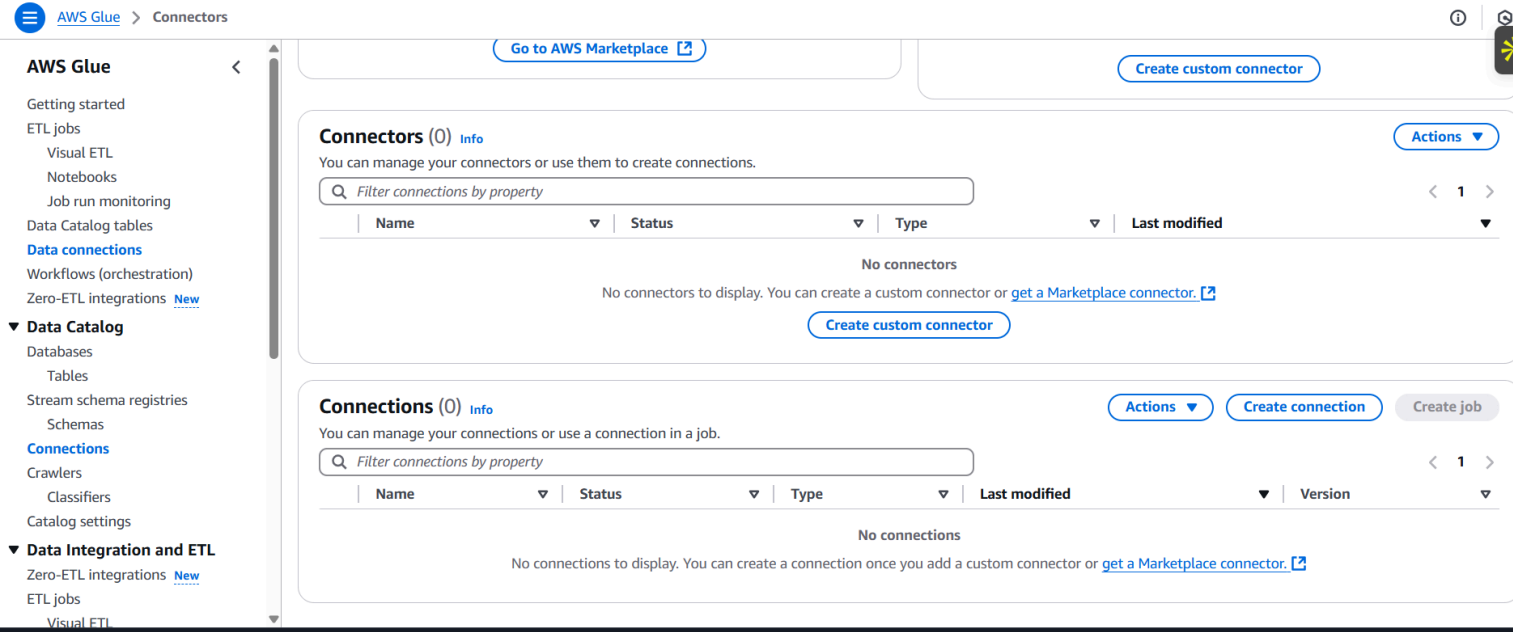 AWS Glue > Connectors
AWS Glue
Getting started
ETL jobs
Visual ETL
Notebooks
Job run monitoring
Data Catalog tables
Data connections
Workflows (orchestration)
Zero-ETL integrations New
Data Catalog
Databases
Tables
Stream schema registries
Schemas
Connections
Crawlers
Classifiers
Catalog settings
Data Integration and ETL
Zero-ETL integrations New
ETL jobs
Visual ETL
Go to AWS Marketplace
Create custom connector
Connectors (0) Info
Actions
You can manage your connectors or use them to create connections.
Filter connections by property
1
Name Status Type Last modified
No connectors
No connectors to display. You can create a custom connector or get a Marketplace connector.
Create custom connector
Connections (0) Info
Actions Create connection Create job
You can manage your connections or use a connection in a job.
Filter connections by property
1
Name Status Type Last modified Version
No connections
No connections to display. You can create a connection once you add a custom connector or get a Marketplace connector.